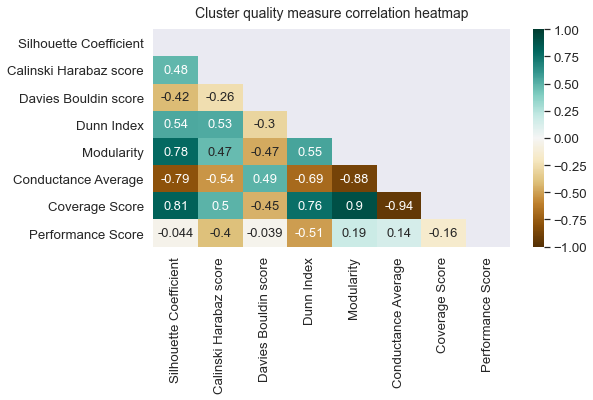 Cluster quality measure correlation heatmap
Silhouette Coefficient
Calinski Harabaz score 0.48
Davies Bouldin score -0.42 -0.26
Dunn Index 0.54 0.53 -0.3
Modularity 0.78 0.47 -0.47 0.55
Conductance Average -0.79 -0.54 0.49 -0.69 -0.88
Coverage Score 0.81 0.5 -0.45 0.76 0.9 -0.94
Performance Score -0.044 -0.4 -0.039 -0.51 0.19 0.14 -0.16
Silhouette Coefficient
Calinski Harabaz score
Davies Bouldin score
Dunn Index
Modularity
Conductance Average
Coverage Score
Performance Score
1.00
0.75
0.50
0.25
0.00
−0.25
−0.50
−0.75
−1.00